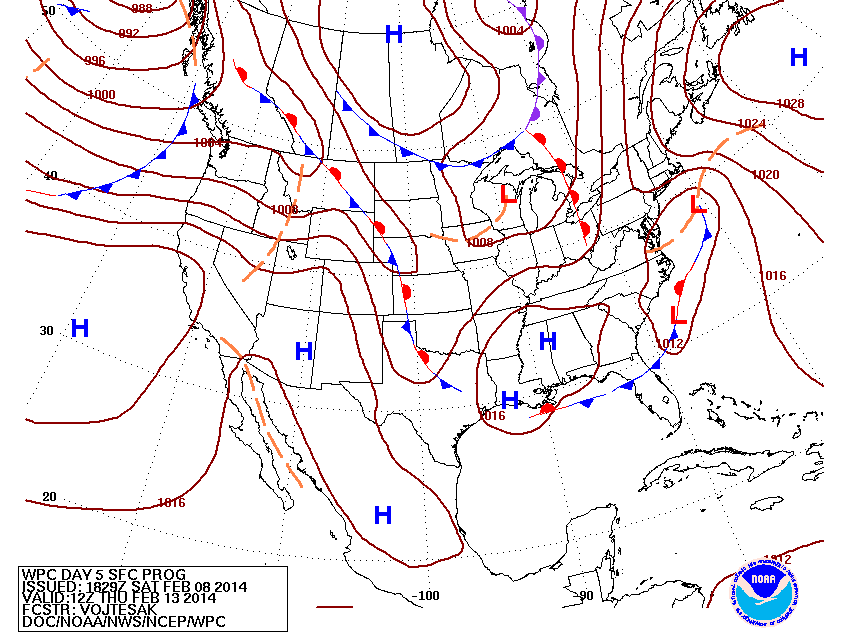 50
988
992
996
1000
1004
1004
H
H
1028
1024
1020
40
1008
L
1008
L
1016
30
H
H
H
L
1012
H
1016
20
1016
H
1012
-100
-90
NOAA
WPC DAY 5 SFC PROG
ISSUED: 1829Z SAT FEB 08 2014
VALID:12Z THU FEB 13 2014
FCSTR: VOJTESAK
DOC/NOAA/NWS/NCEP/WPC